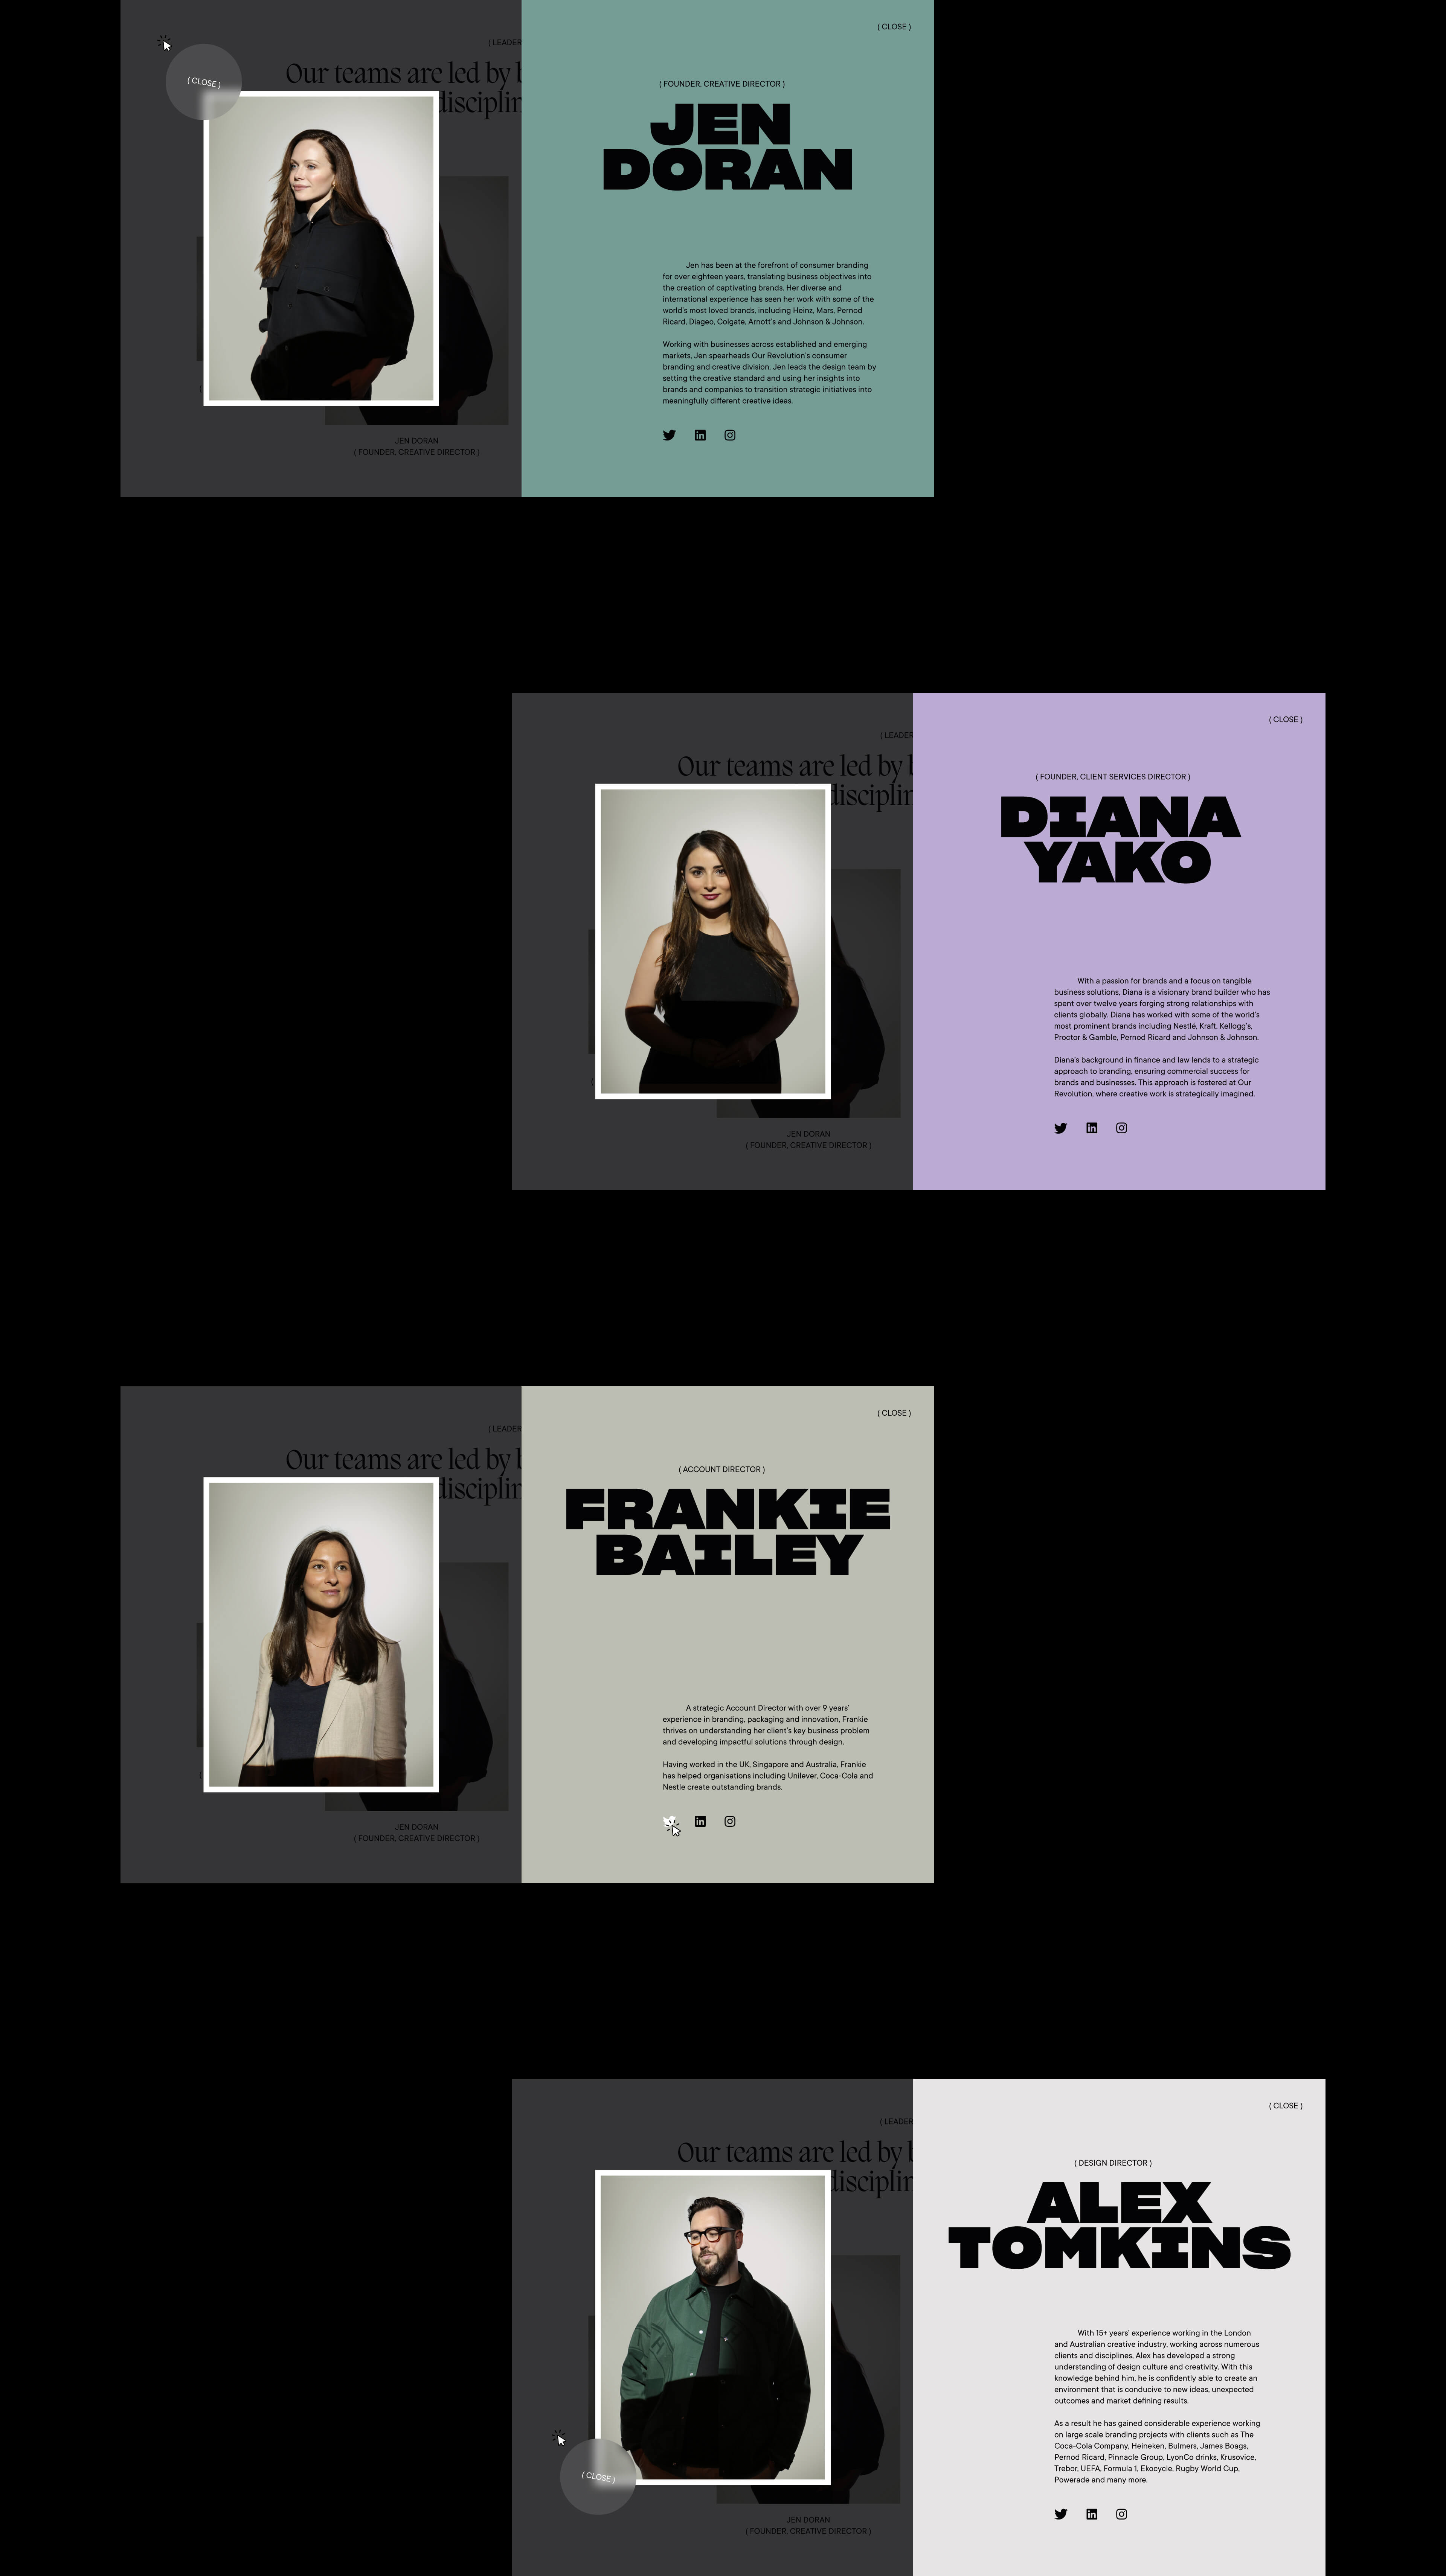 ( CLOSE )
( LEADER
( CLOSE )
Our teams are led by
disciplin
( FOUNDER, CREATIVE DIRECTOR )
JEN
DORAN
Jen has been at the forefront of consumer branding
for over eighteen years, translating business objectives into
the creation of captivating brands. Her diverse and
international experience has seen her work with some of the
world's most loved brands, including Heinz, Mars, Pernod
Ricard, Diageo, Colgate, Arnott's and Johnson & Johnson.
Working with businesses across established and emerging
markets, Jen spearheads Our Revolution's consumer
branding and creative division. Jen leads the design team by
setting the creative standard and using her insights into
brands and companies to transition strategic initiatives into
meaningfully different creative ideas.
JEN DORAN
( FOUNDER, CREATIVE DIRECTOR )
( CLOSE )
( LEADER
Our teams are led by
disciplin
( FOUNDER, CLIENT SERVICES DIRECTOR )
DIANA
YAKO
With a passion for brands and a focus on tangible
business solutions, Diana is a visionary brand builder who has
spent over twelve years forging strong relationships with
clients globally. Diana has worked with some of the world's
most prominent brands including Nestlé, Kraft, Kellogg's,
Proctor & Gamble, Pernod Ricard and Johnson & Johnson.
Diana's background in finance and law lends to a strategic
approach to branding, ensuring commercial success for
brands and businesses. This approach is fostered at Our
Revolution, where creative work is strategically imagined.
JEN DORAN
( FOUNDER, CREATIVE DIRECTOR )
( CLOSE )
( LEADER
Our teams are led by
disciplin
( ACCOUNT DIRECTOR )
FRANKIE
BAILEY
A strategic Account Director with over 9 years'
experience in branding, packaging and innovation, Frankie
thrives on understanding her client's key business problem
and developing impactful solutions through design.
Having worked in the UK, Singapore and Australia, Frankie
has helped organisations including Unilever, Coca-Cola and
Nestle create outstanding brands.
JEN DORAN
( FOUNDER, CREATIVE DIRECTOR )
( CLOSE )
( LEADER
Our teams are led by
disciplin
( DESIGN DIRECTOR )
ALEX
TOMKINS
With 15+ years' experience working in the London
and Australian creative industry, working across numerous
clients and disciplines, Alex has developed a strong
understanding of design culture and creativity. With this
knowledge behind him, he is confidently able to create an
environment that is conducive to new ideas, unexpected
outcomes and market defining results.
As a result he has gained considerable experience working
on large scale branding projects with clients such as The
Coca-Cola Company, Heineken, Bulmers, James Boags,
Pernod Ricard, Pinnacle Group, LyonCo drinks, Krusovice,
Trebor, UEFA, Formula 1, Ekocycle, Rugby World Cup,
Powerade and many more.
( CLOSE )
JEN DORAN
( FOUNDER, CREATIVE DIRECTOR )